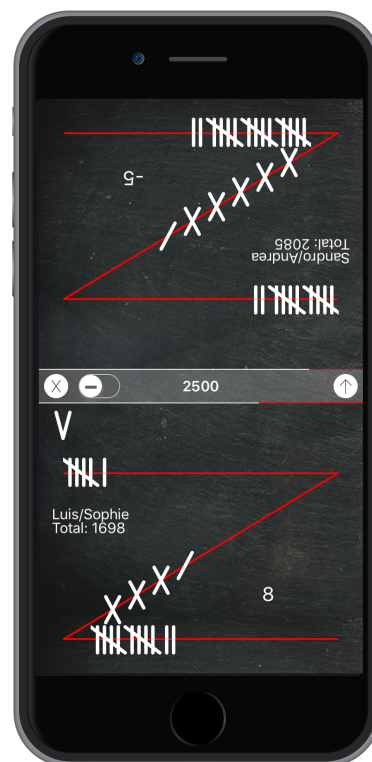 -5
Sandro/Andrea
Total: 2085
X 2500
V
Luis/Sophie
Total: 1698
8